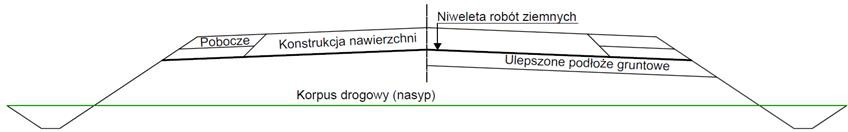 Niweleta robót ziemnych
Pobocze
Konstrukcja nawierzchni
Ulepszone podłoże gruntowe
Korpus drogowy (nasyp)